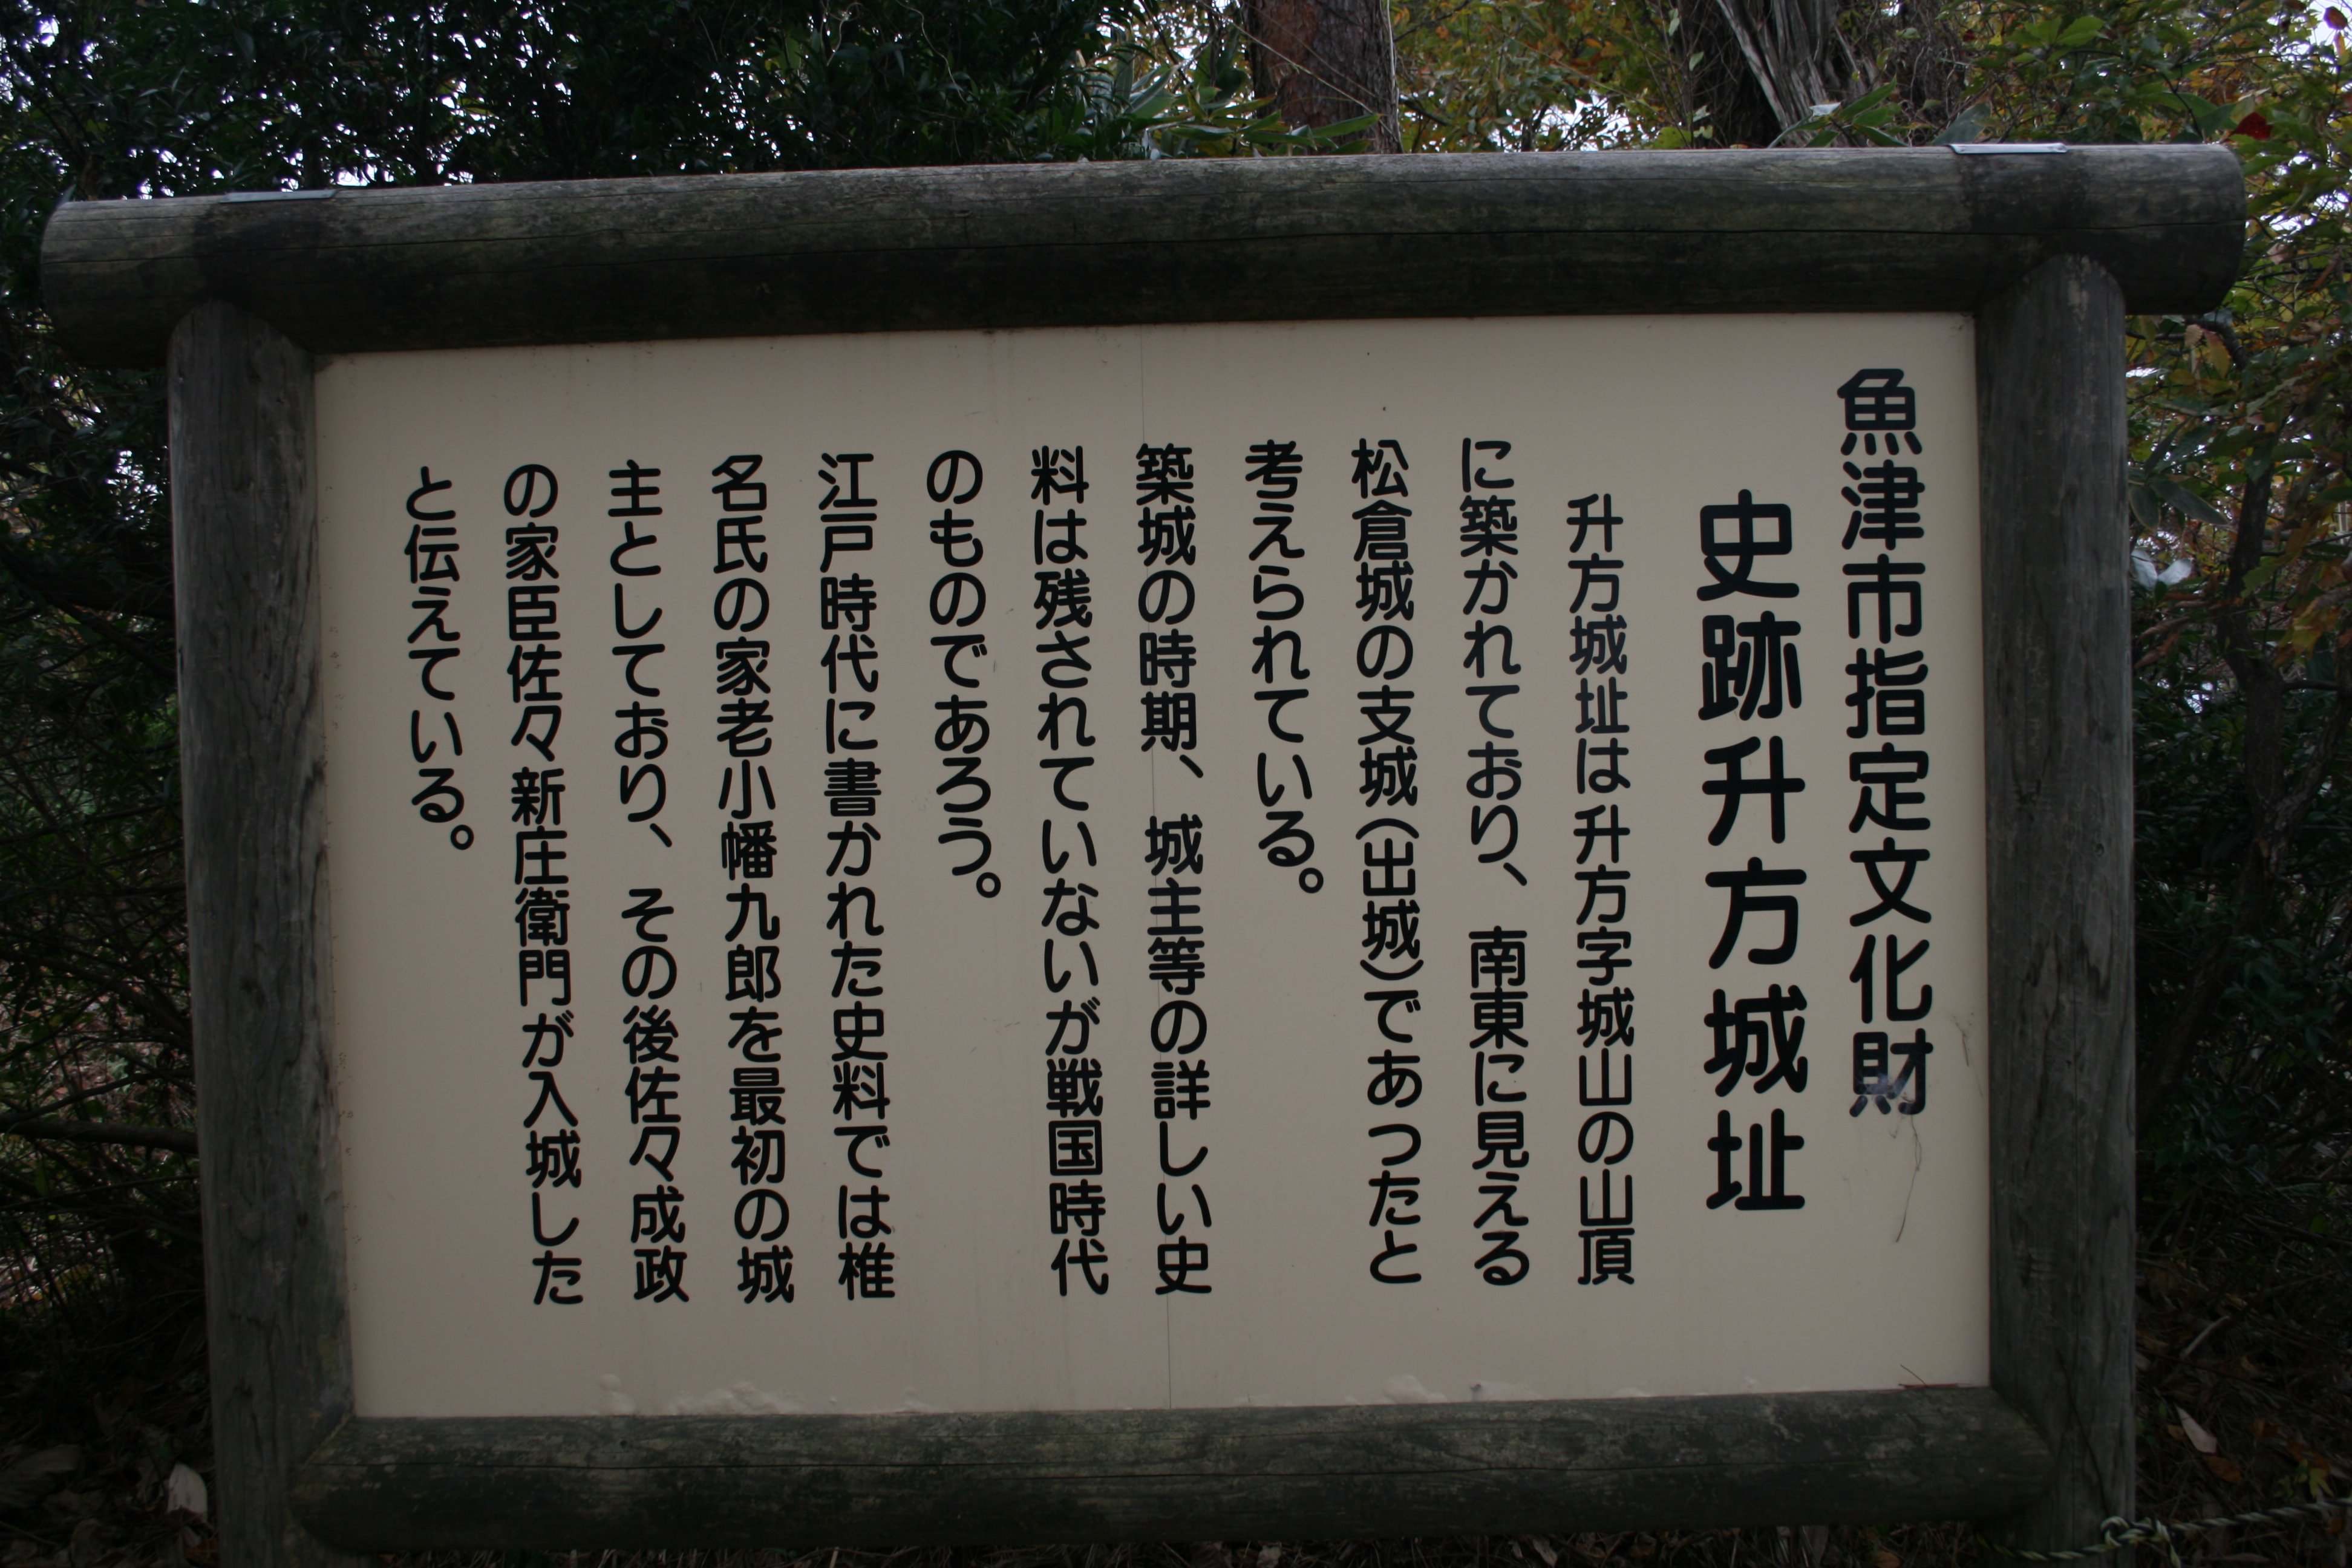 魚津市指定文化財
史跡升方城址
升方城址は升方字城山の山頂
に築かれており、南東に見える
松倉城の支城(出城)であつたと
考えられている。
築城の時期、城主等の詳しい史
料は残されていないが戦国時代
のものであろう。
江戸時代に書かれた史料では椎
名氏の家老小幡九郎を最初の城
主としており、その後佐々成政
の家臣佐々新庄衛門が入城した
と伝えている。